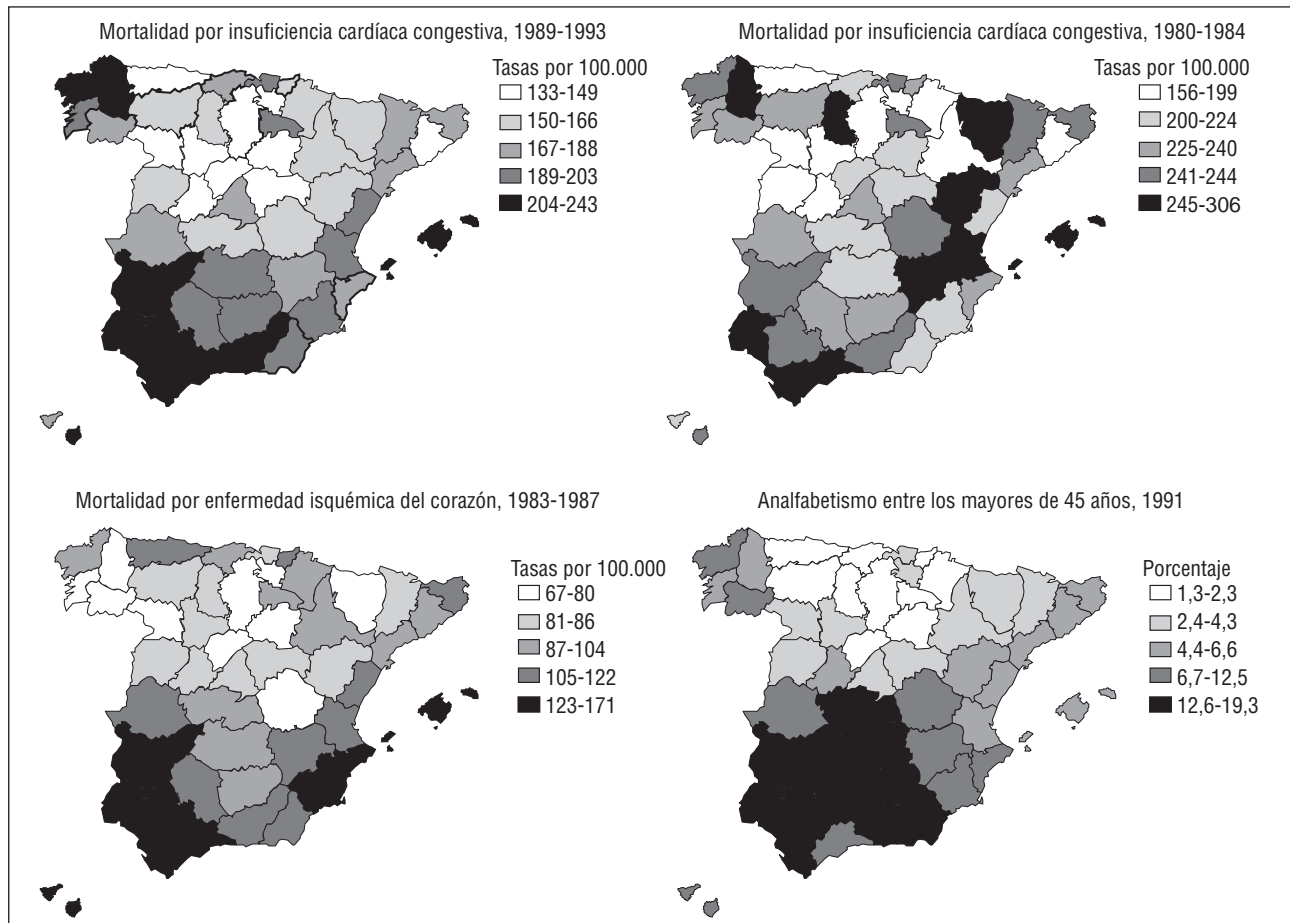 Mortalidad por insuficiencia cardíaca congestiva, 1989-1993
Tasas por 100.000
133-149
150-166
167-188
189-203
204-243
Mortalidad por insuficiencia cardíaca congestiva, 1980-1984
Tasas por 100.000
156-199
200-224
225-240
241-244
245-306
Mortalidad por enfermedad isquémica del corazón, 1983-1987
Tasas por 100.000
67-80
81-86
87-104
105-122
123-171
Analfabetismo entre los mayores de 45 años, 1991
Porcentaje
1,3-2,3
2,4-4,3
4,4-6,6
6,7-12,5
12,6-19,3